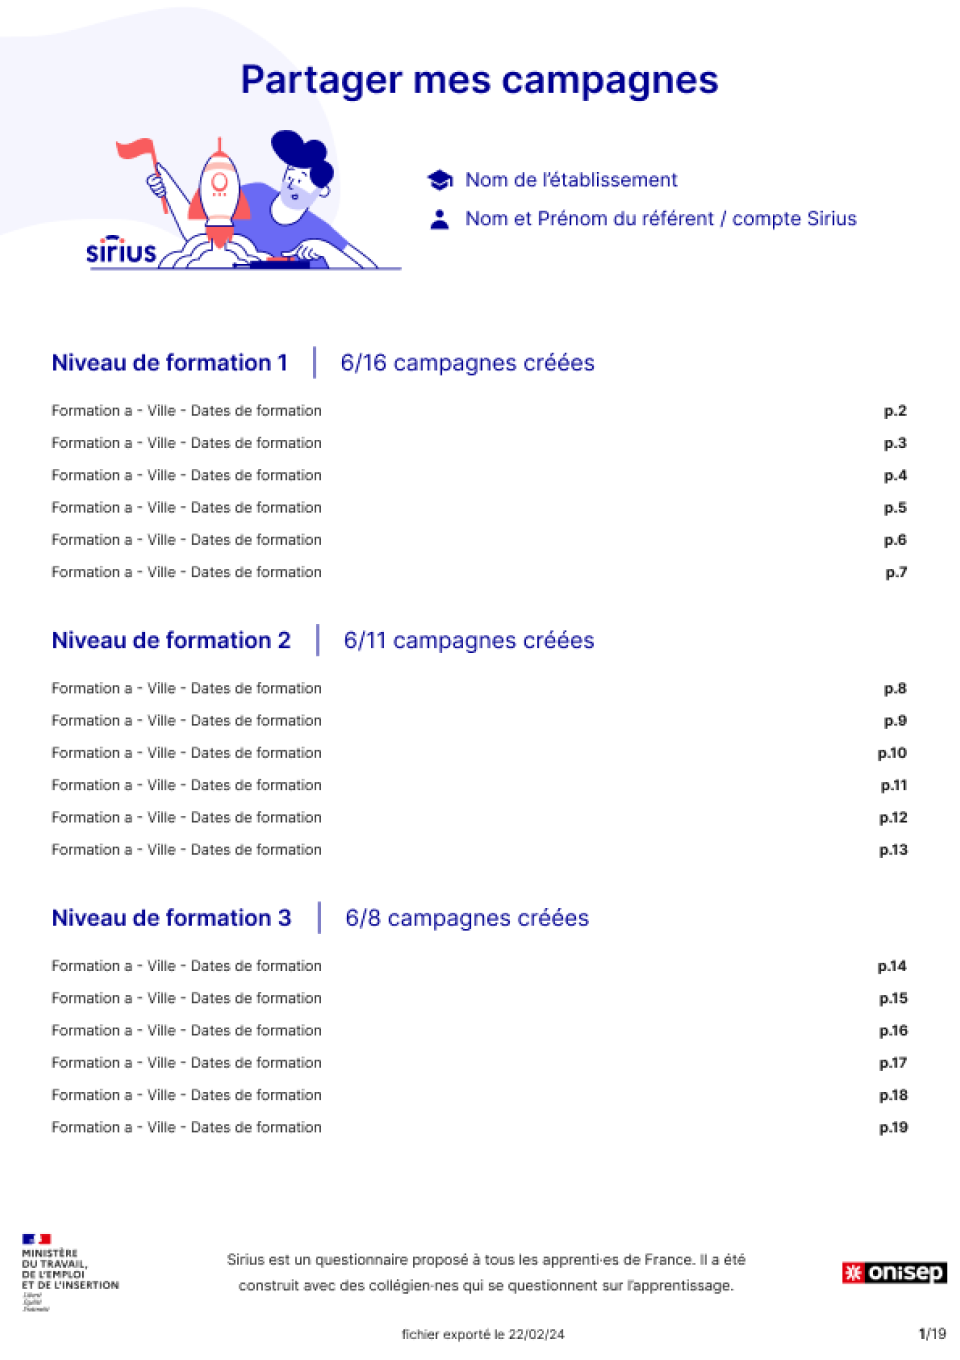 Partager mes campagnes
Nom de l'établissement
Nom et Prénom du référent / compte Sirius
sirius
Niveau de formation 1 | 6/16 campagnes créées
Formation a - Ville - Dates de formation p.2
Formation a - Ville - Dates de formation p.3
Formation a - Ville - Dates de formation p.4
Formation a - Ville - Dates de formation p.5
Formation a - Ville - Dates de formation p.6
Formation a - Ville - Dates de formation p.7
Niveau de formation 2 | 6/11 campagnes créées
Formation a - Ville - Dates de formation p.8
Formation a - Ville - Dates de formation p.9
Formation a - Ville - Dates de formation p.10
Formation a - Ville - Dates de formation p.11
Formation a - Ville - Dates de formation p.12
Formation a - Ville - Dates de formation p.13
Niveau de formation 3 | 6/8 campagnes créées
Formation a - Ville - Dates de formation p.14
Formation a - Ville - Dates de formation p.15
Formation a - Ville - Dates de formation p.16
Formation a - Ville - Dates de formation p.17
Formation a - Ville - Dates de formation p.18
Formation a - Ville - Dates de formation p.19
MINISTÈRE
DU TRAVAIL,
DE L'EMPLOI
ET DE L'INSERTION
Liberté
Égalité
Fraternité
Sirius est un questionnaire proposé à tous les apprenti·es de France. Il a été
construit avec des collégien·nes qui se questionnent sur l'apprentissage.
onisep
fichier exporté le 22/02/24
1/19